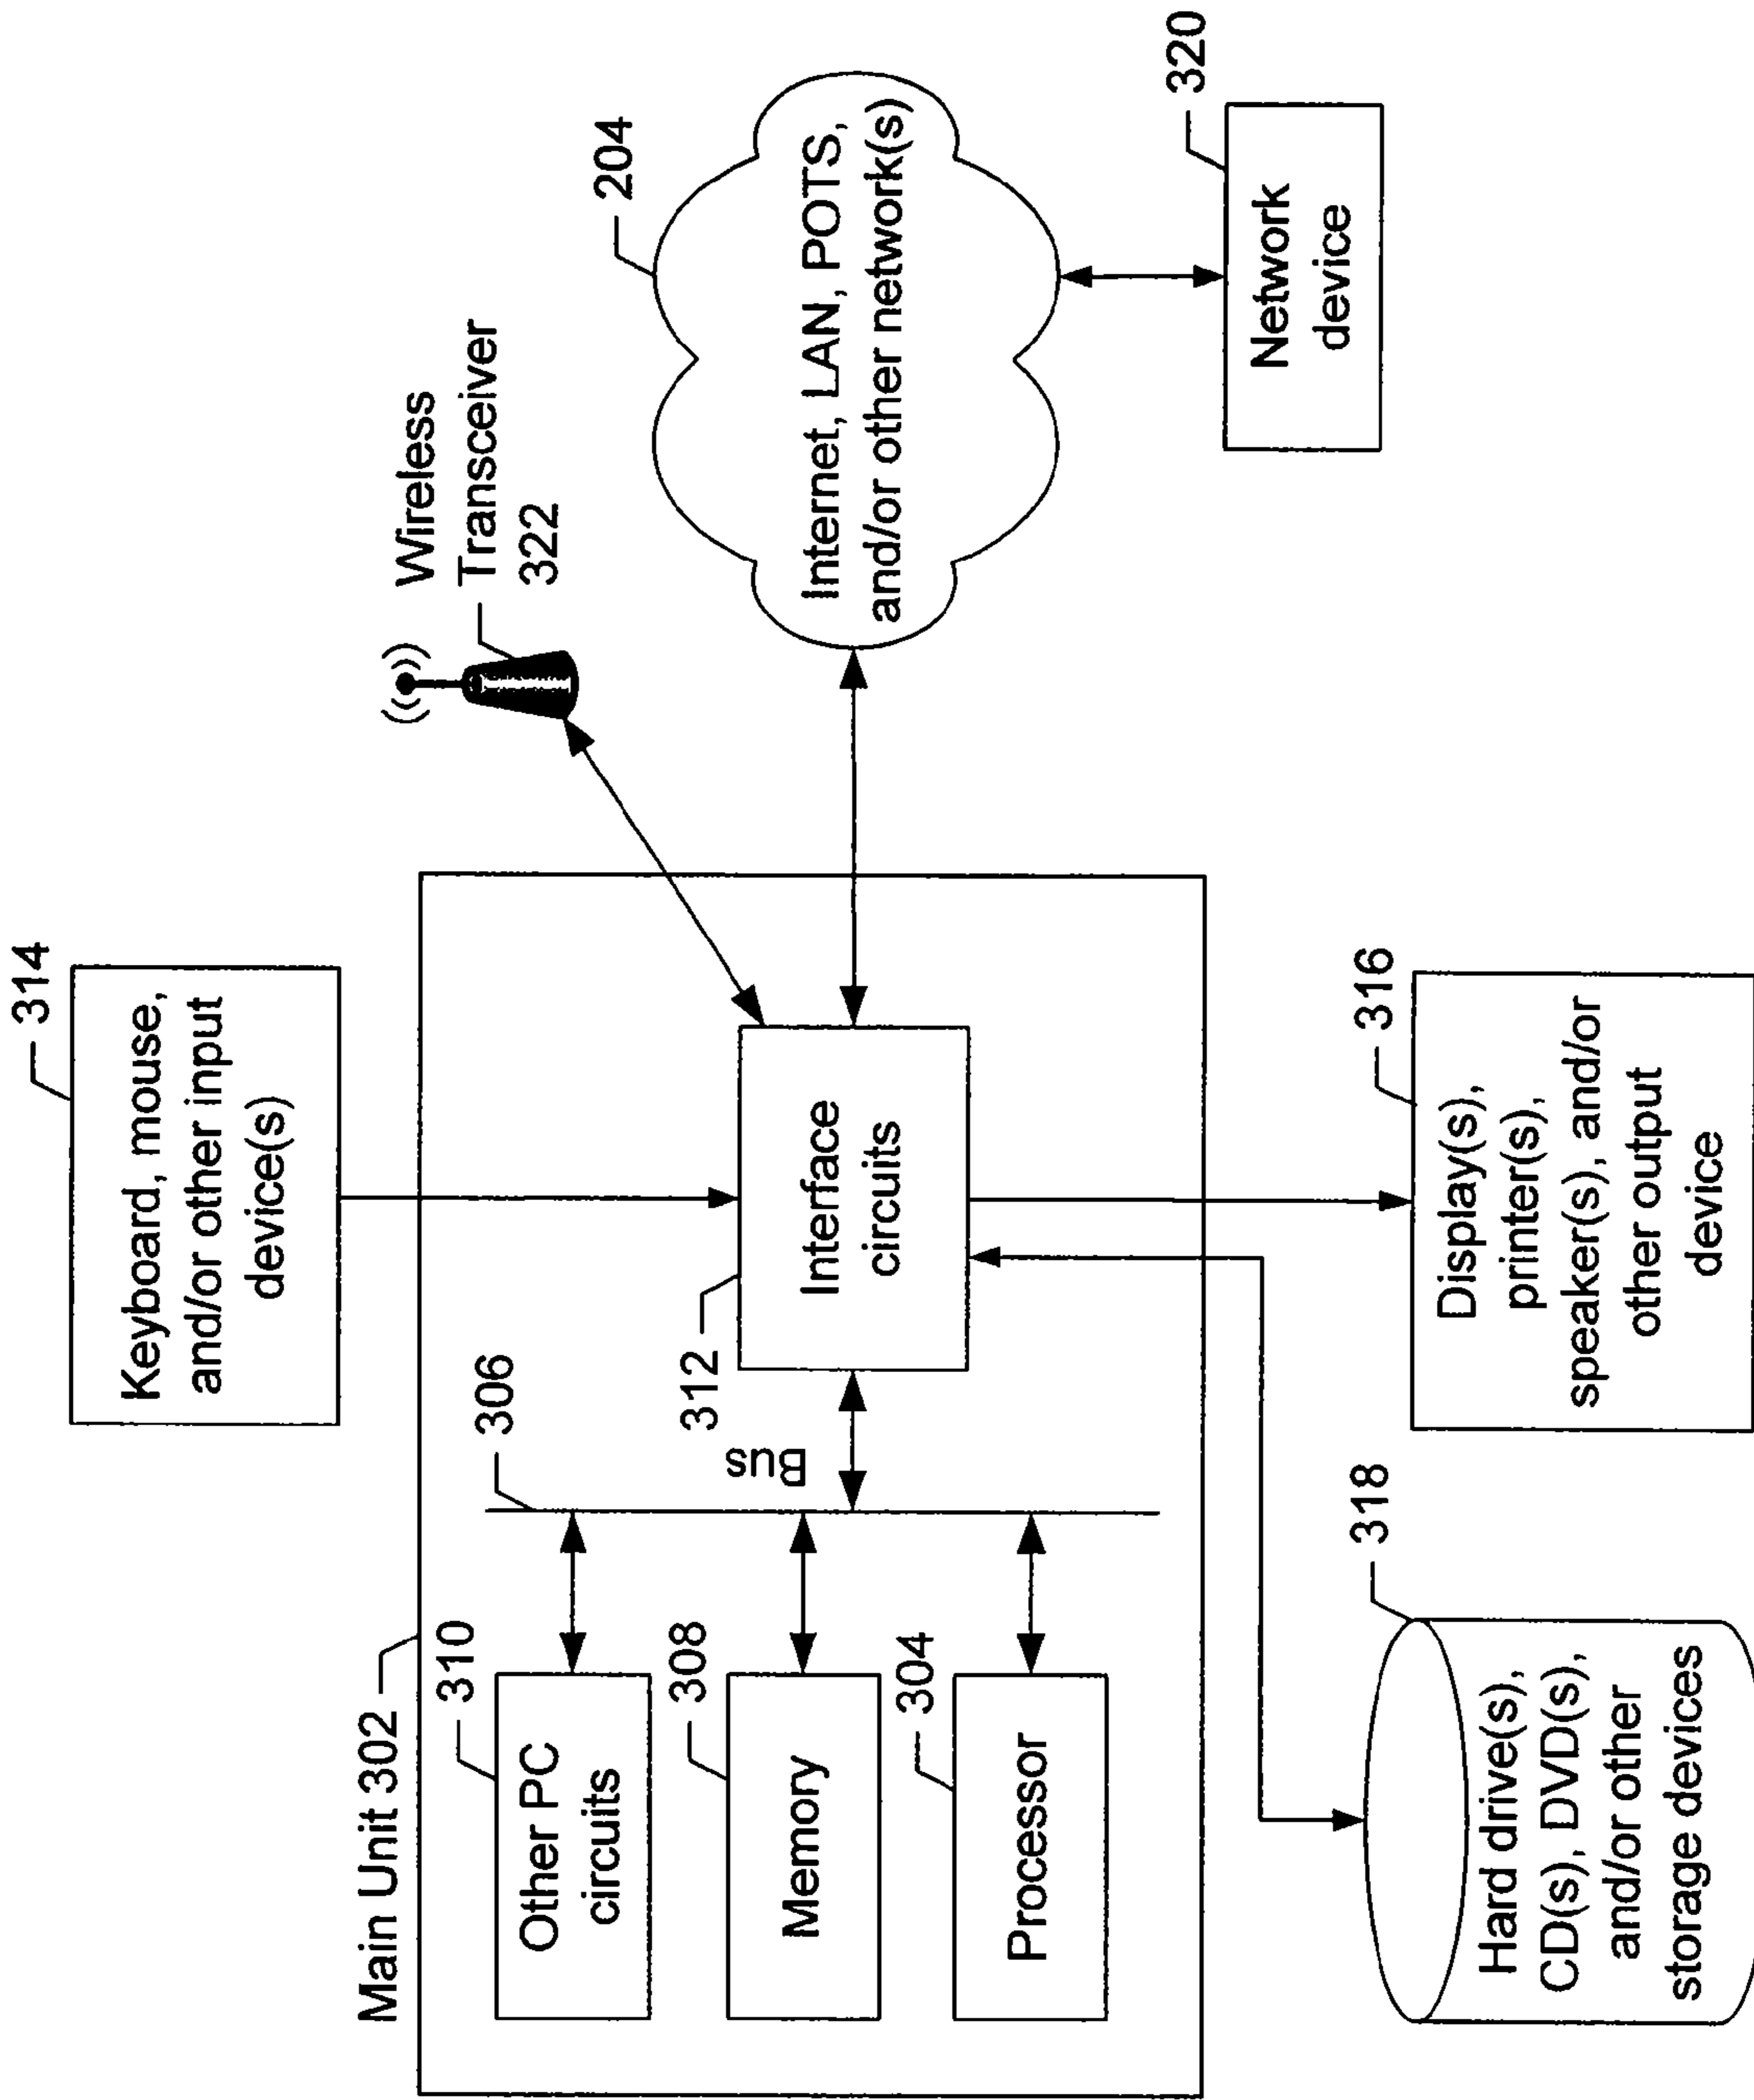 314
Keyboard, mouse,
and/or other input
device(s)
Main Unit 302
310
Other PC
circuits
308
Memory
304
Processor
306
Bus
312
Interface
circuits
Wireless
Transceiver
322
204
Internet, LAN, POTS,
and/or other network(s)
320
Network
device
318
Hard drive(s),
CD(s), DVD(s),
and/or other
storage devices
316
Display(s),
printer(s),
speaker(s), and/or
other output
device